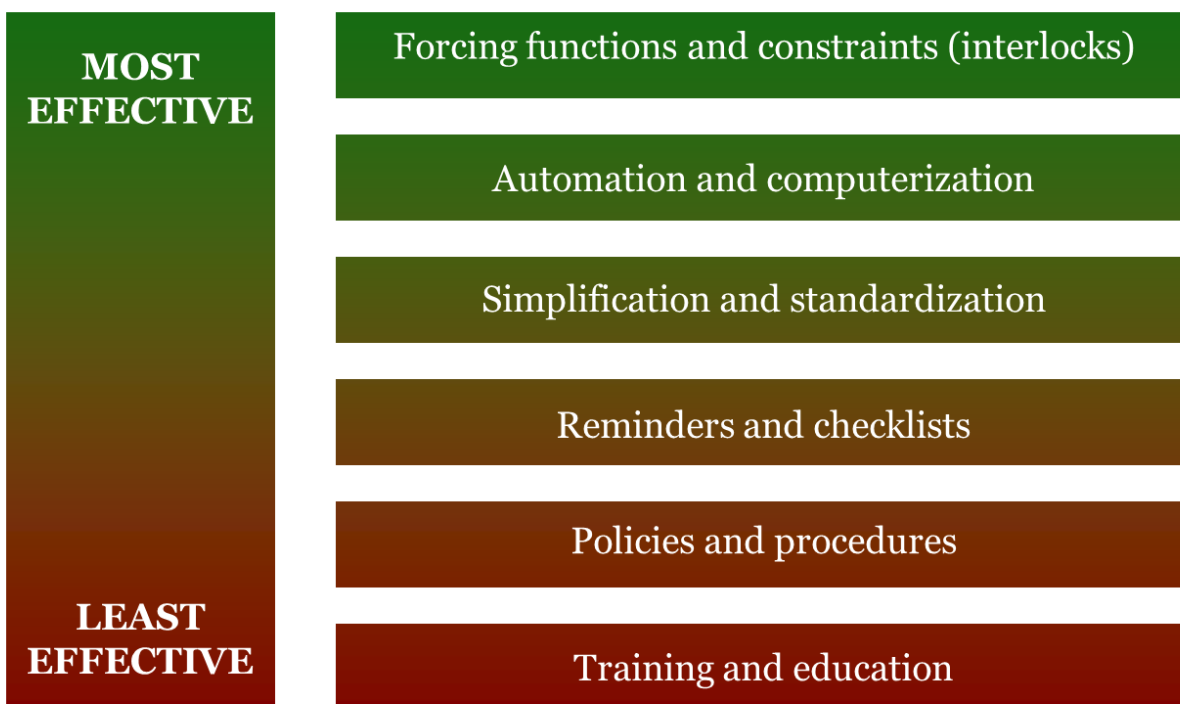 MOST
EFFECTIVE
Forcing functions and constraints (interlocks)
Automation and computerization
Simplification and standardization
Reminders and checklists
Policies and procedures
LEAST
EFFECTIVE
Training and education